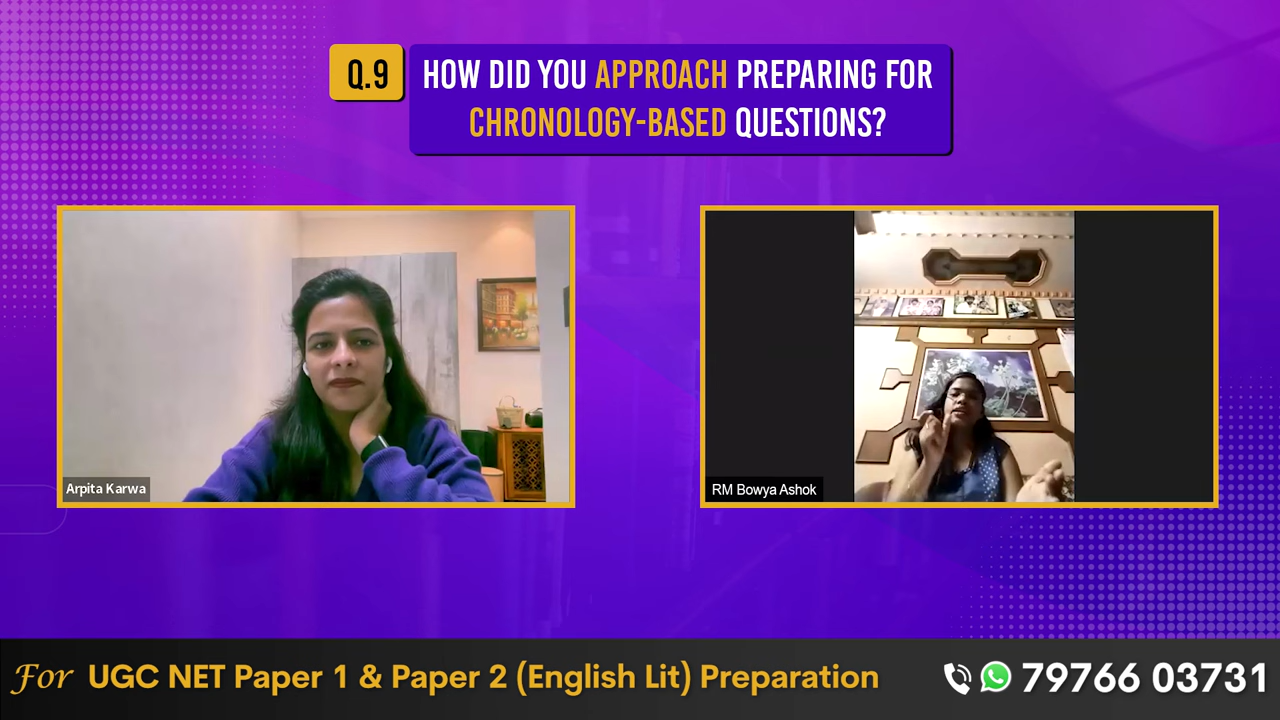 Q.9
HOW DID YOU APPROACH PREPARING FOR
CHRONOLOGY-BASED QUESTIONS?
Arpita Karwa
RM Bowya Ashok
For UGC NET Paper 1 & Paper 2 (English Lit) Preparation
79766 03731